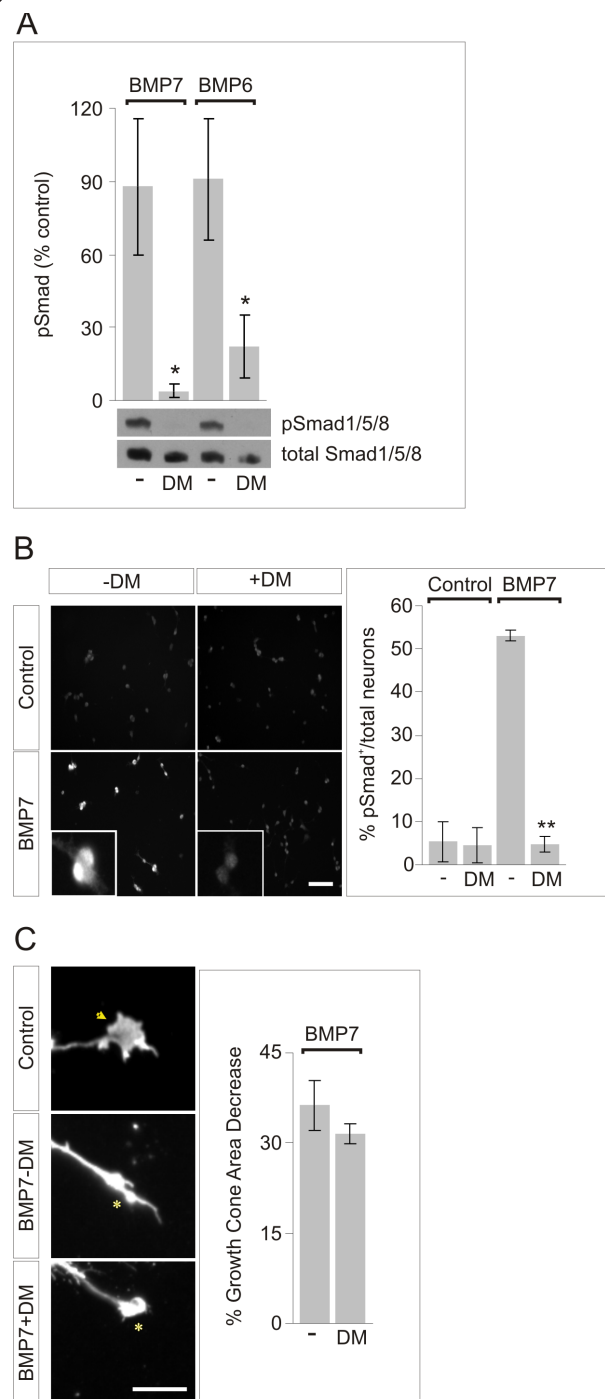 A
BMP7 BMP6
120
90
60
30
0
pSmad (% control)
*
*
pSmad1/5/8
total Smad1/5/8
- DM - DM
B
-DM +DM
Control
BMP7
Control BMP7
60
50
40
30
20
10
0
% pSmad⁺/total neurons
**
- DM - DM
C
Control
BMP7-DM
*
BMP7+DM
*
BMP7
45
30
15
0
% Growth Cone Area Decrease
- DM